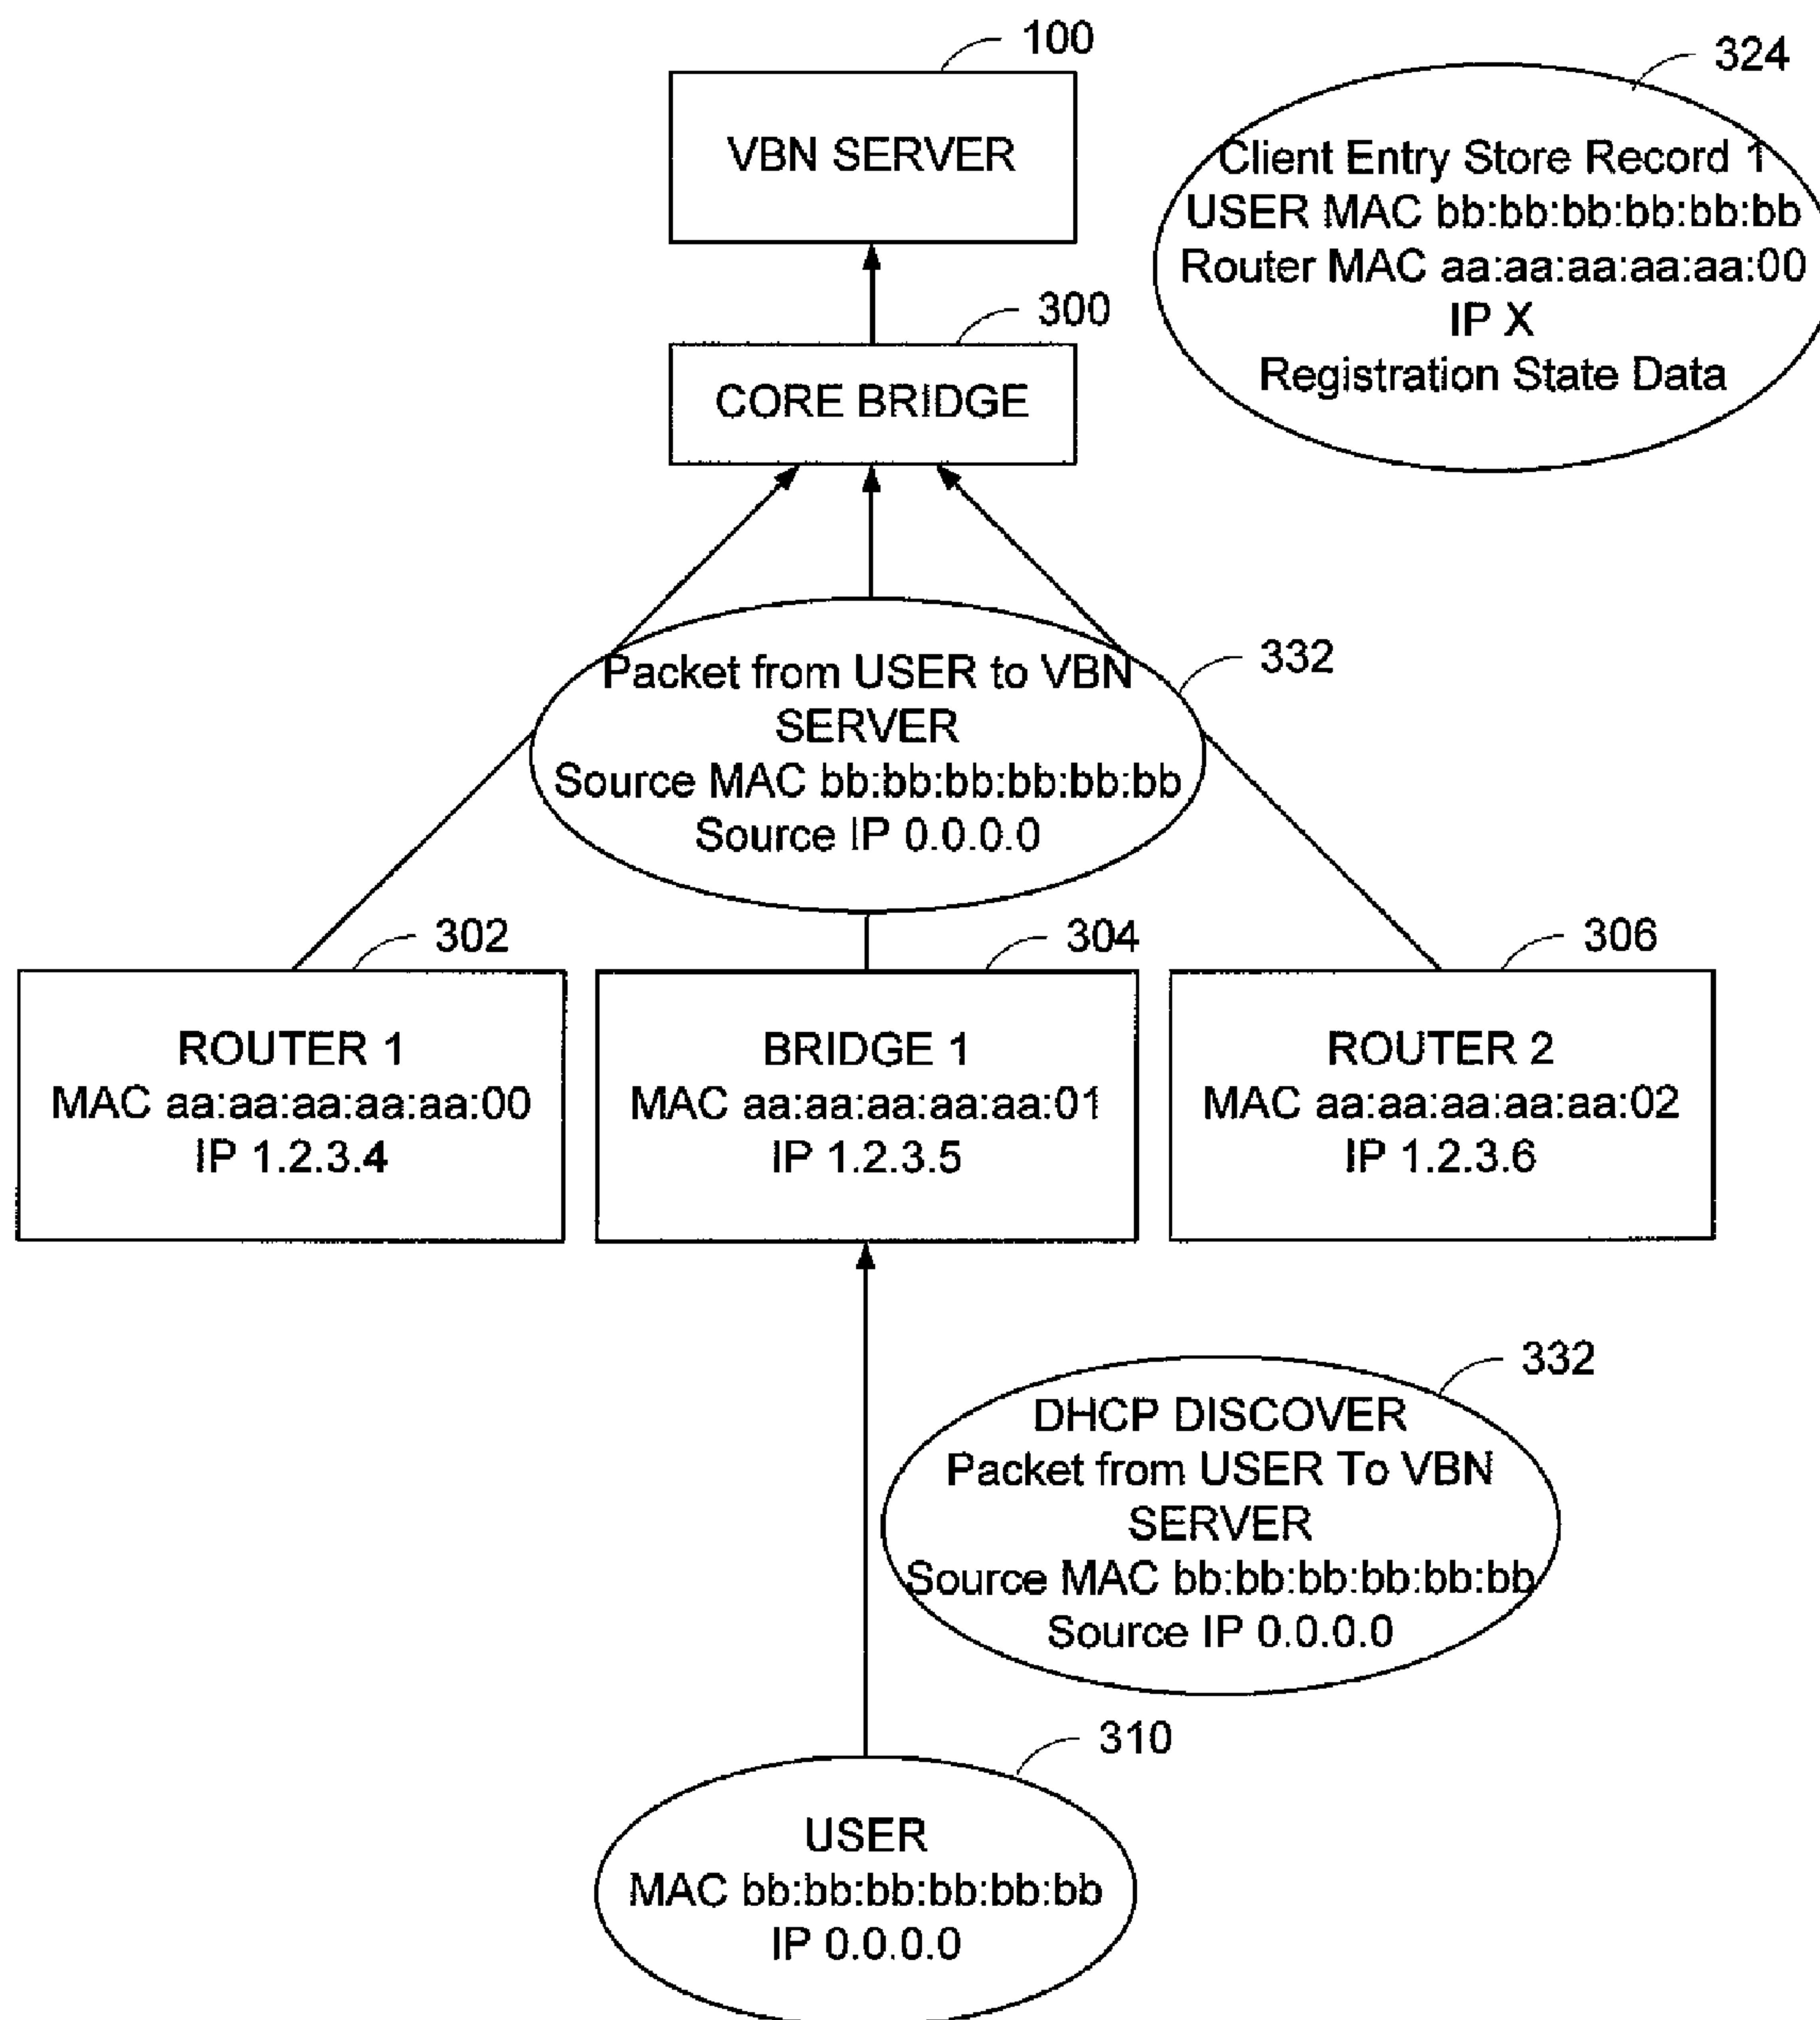 100
VBN SERVER
324
Client Entry Store Record 1
USER MAC bb:bb:bb:bb:bb:bb
Router MAC aa:aa:aa:aa:aa:00
IP X
Registration State Data
300
CORE BRIDGE
332
Packet from USER to VBN
SERVER
Source MAC bb:bb:bb:bb:bb:bb
Source IP 0.0.0.0
302
ROUTER 1
MAC aa:aa:aa:aa:aa:00
IP 1.2.3.4
304
BRIDGE 1
MAC aa:aa:aa:aa:aa:01
IP 1.2.3.5
306
ROUTER 2
MAC aa:aa:aa:aa:aa:02
IP 1.2.3.6
332
DHCP DISCOVER
Packet from USER To VBN
SERVER
Source MAC bb:bb:bb:bb:bb:bb
Source IP 0.0.0.0
310
USER
MAC bb:bb:bb:bb:bb:bb
IP 0.0.0.0